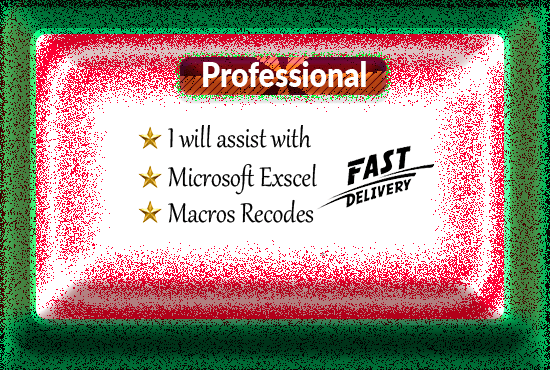 Professional
I will assist with
Microsoft Exscel
Macros Recodes
FAST
DELIVERY